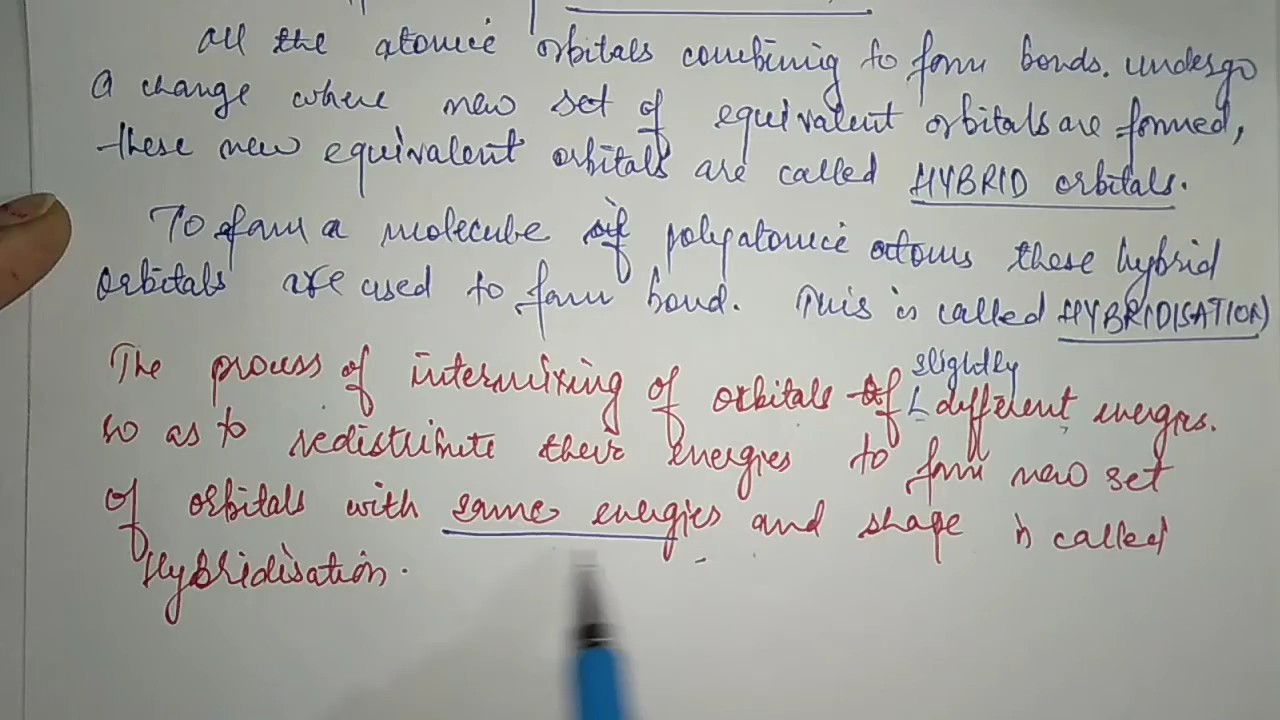 all the atomic orbitals combining to form bonds. undergo
a change where new set of equivalent orbitals are formed,
these new equivalent orbitals are called HYBRID orbitals.
To form a molecule of polyatomic atoms these hybrid
orbitals are used to form bond. This is called HYBRIDISATION
slightly
The process of intermixing of orbitals of different energies.
so as to redistribute their energies to form new set
of orbitals with same energies and shape is called
Hybridisation.